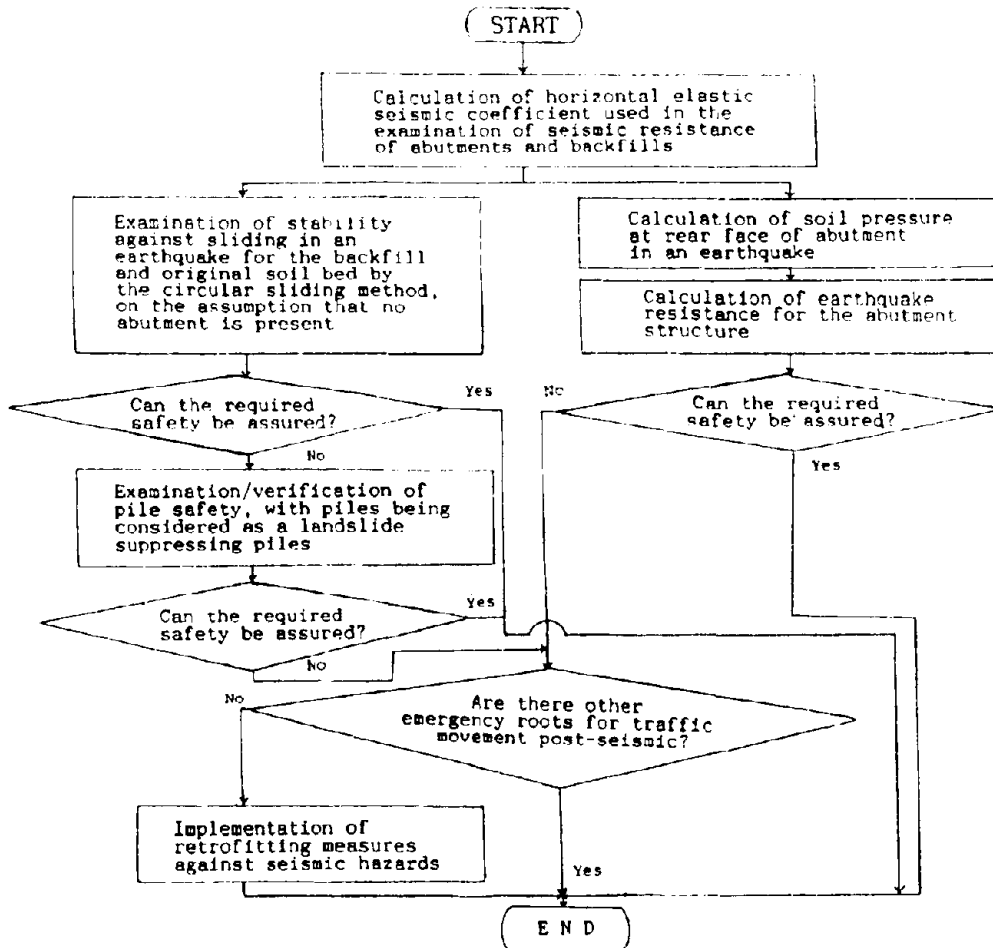 START
Calculation of horizontal elastic
seismic coefficient used in the
examination of seismic resistance
of abutments and backfills
Examination of stability
against sliding in an
earthquake for the backfill
and original soil bed by
the circular sliding method,
on the assumption that no
abutment is present
Calculation of soil pressure
at rear face of abutment
in an earthquake
Calculation of earthquake
resistance for the abutment
structure
Can the required
safety be assured?
Yes
No
No
Can the required
safety be assured?
Yes
Examination/verification of
pile safety, with piles being
considered as a landslide
suppressing piles
Can the required
safety be assured?
Yes
No
No
Are there other
emergency roots for traffic
movement post-seismic?
Implementation of
retrofitting measures
against seismic hazards
Yes
E N D